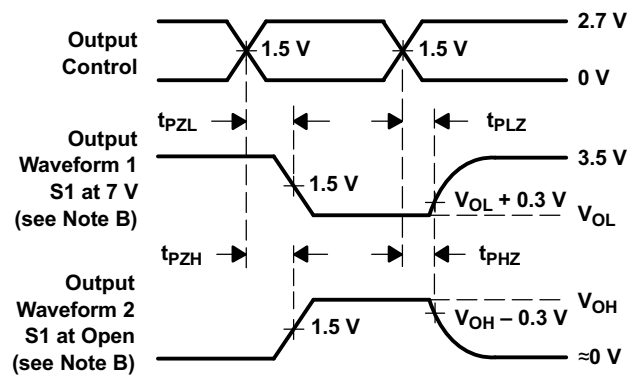 Output
Control
1.5 V
1.5 V
2.7 V
0 V
tPZL
tPLZ
Output
Waveform 1
S1 at 7 V
(see Note B)
1.5 V
3.5 V
VOL + 0.3 V
VOL
tPZH
tPHZ
Output
Waveform 2
S1 at Open
(see Note B)
1.5 V
VOH
VOH – 0.3 V
≈0 V